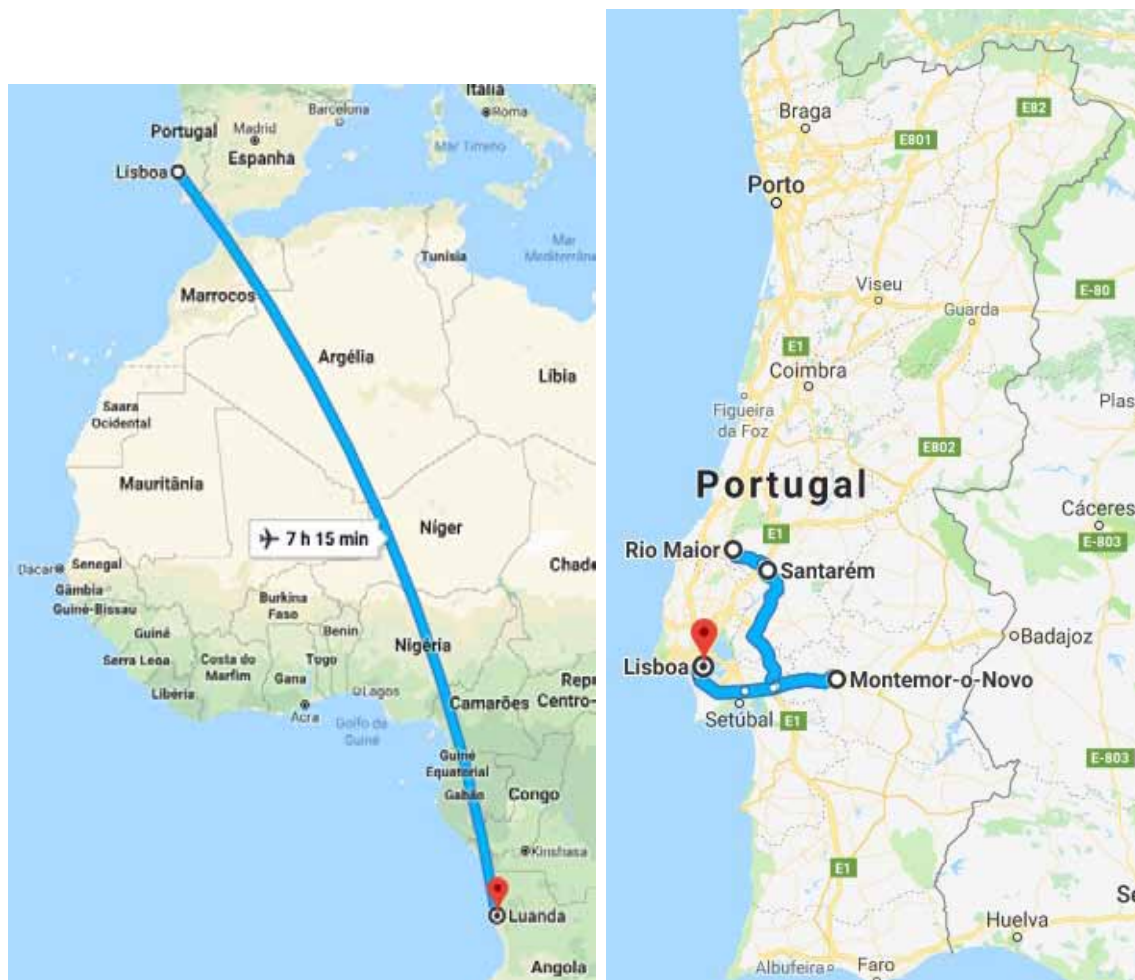 Itália
Barcelona
Roma
Portugal
Madrid
Espanha
Mar Tirreno
Lisboa
Mar
Mediterrâne
Tunísia
Marrocos
Argélia
Líbia
Saara
Ocidental
Mauritânia
7 h 15 min
Níger
Chade
Dacar
Senegal
Gâmbia
Guiné-Bissau
Burkina
Faso
Benin
Nigéria
Guiné
Serra Leoa
Costa do
Marfim
Togo
Gana
Libéria
Lagos
Acra
Golfo da
Guiné
Camarões
Repú
Centro-
Guiné
Equatorial
Gabão
Congo
Kinshasa
Luanda
Angola
E82
Braga
E801
Porto
Viseu
E-80
Guarda
E1
Coimbra
Figueira
da Foz
Plas
E802
Portugal
Cáceres
E1
E-803
Rio Maior
Santarém
Badajoz
Lisboa
Montemor-o-Novo
Setúbal
E1
E-803
E1
Se
Huelva
Albufeira
Faro